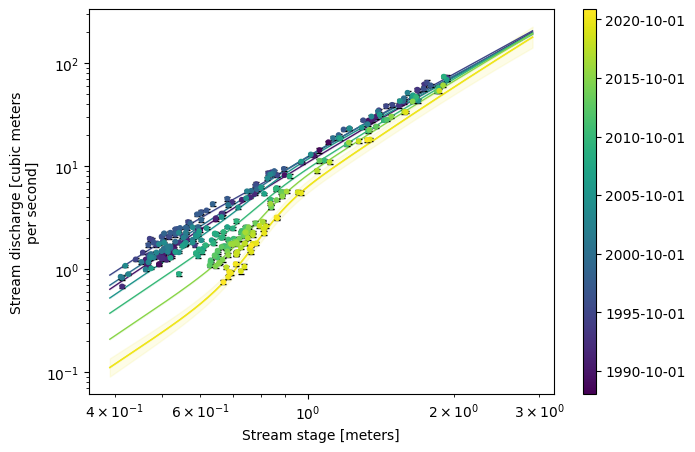 10²
10¹
10⁰
10⁻¹
Stream discharge [cubic meters
per second]
4 × 10⁻¹
6 × 10⁻¹
10⁰
2 × 10⁰
3 × 10⁰
Stream stage [meters]
2020-10-01
2015-10-01
2010-10-01
2005-10-01
2000-10-01
1995-10-01
1990-10-01